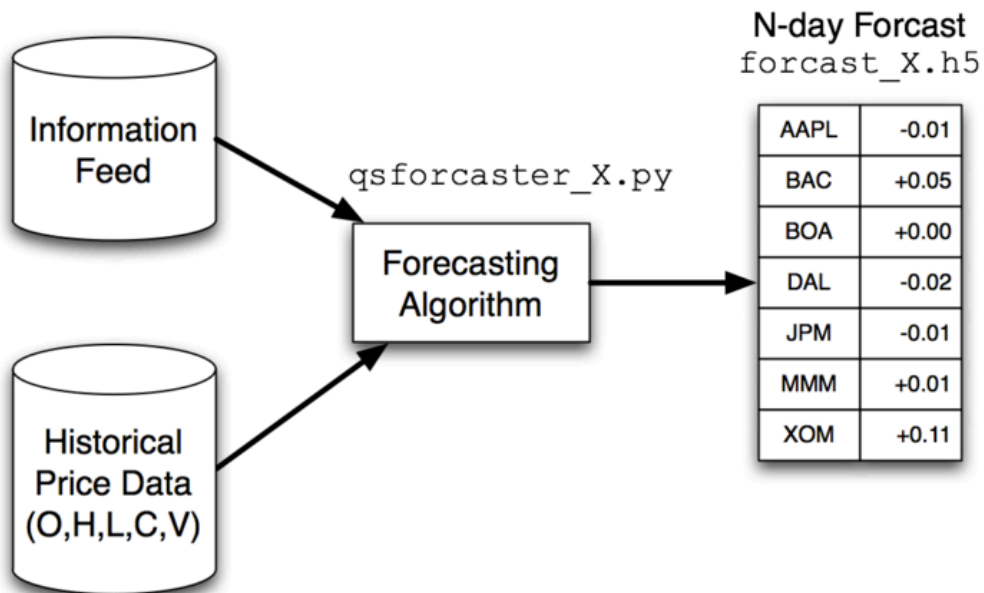 N-day Forcast
forcast_X.h5
Information
Feed
qsforcaster_X.py
Forecasting
Algorithm
Historical
Price Data
(O,H,L,C,V)
AAPL -0.01
BAC +0.05
BOA +0.00
DAL -0.02
JPM -0.01
MMM +0.01
XOM +0.11